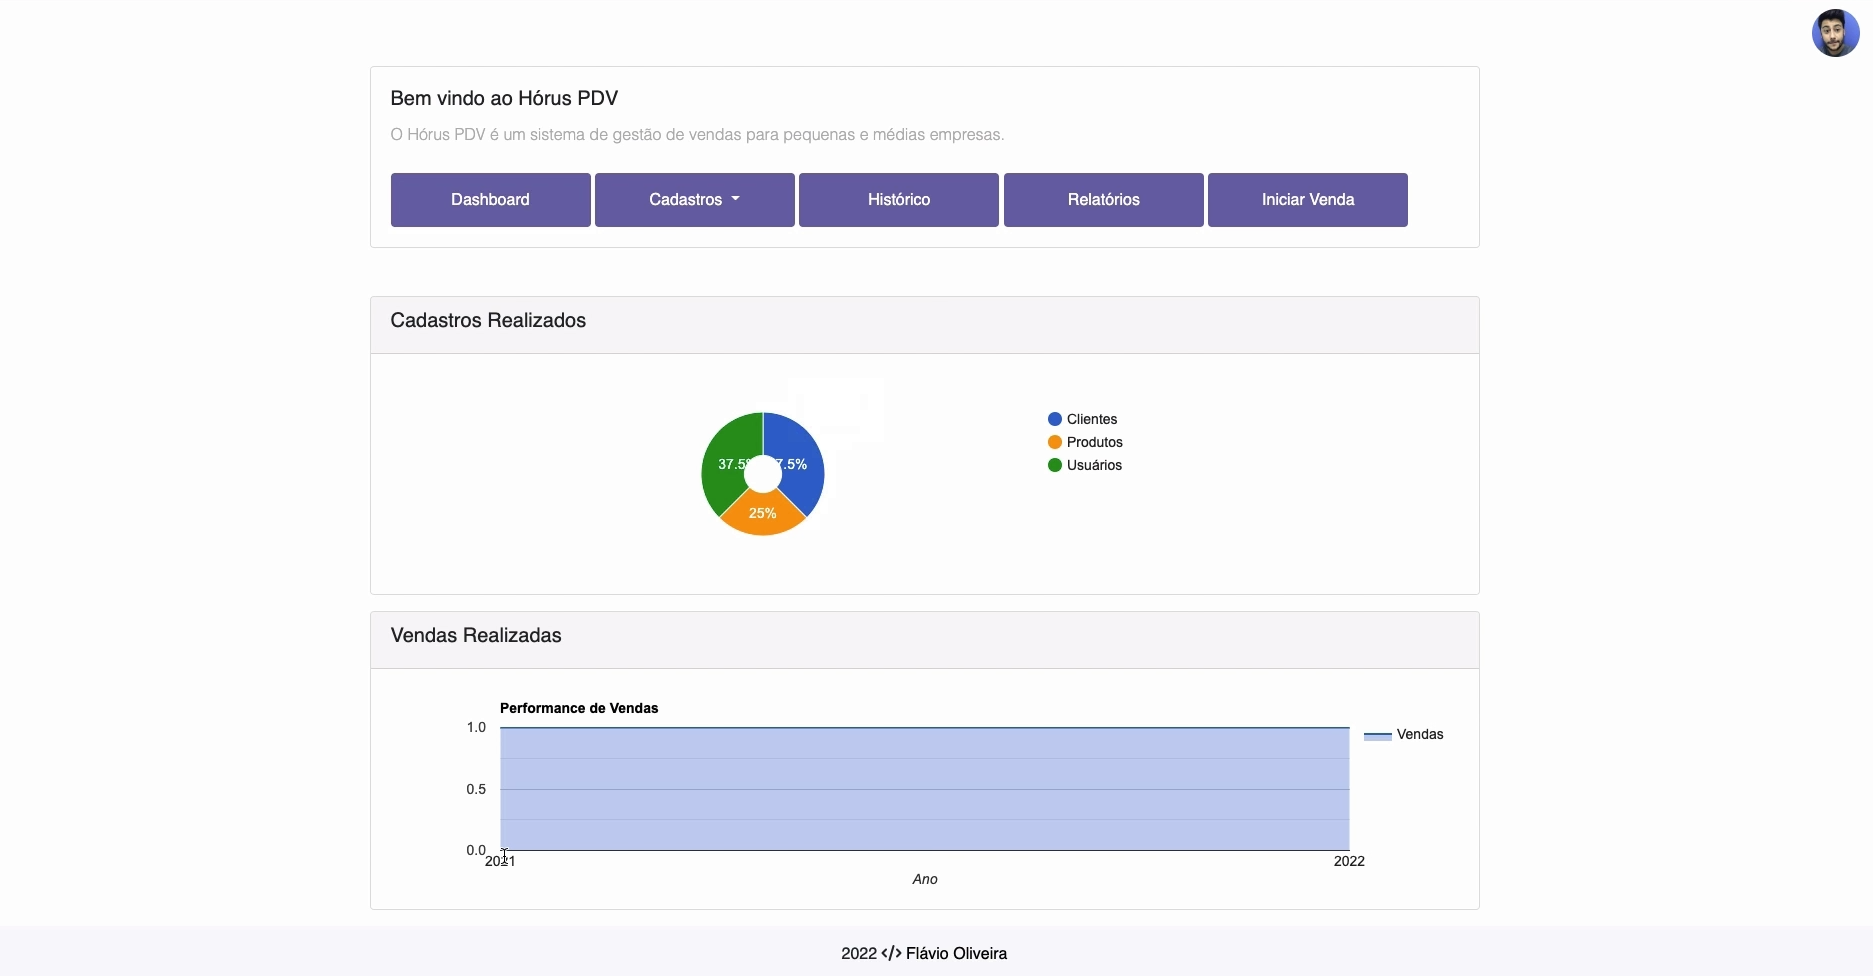 Bem vindo ao Hórus PDV
O Hórus PDV é um sistema de gestão de vendas para pequenas e médias empresas.
Dashboard Cadastros Histórico Relatórios Iniciar Venda
Cadastros Realizados
Clientes
Produtos
Usuários
37.5% 7.5%
25%
Vendas Realizadas
Performance de Vendas
1.0
Vendas
0.5
0.0
2021 2022
Ano
2022 </> Flávio Oliveira